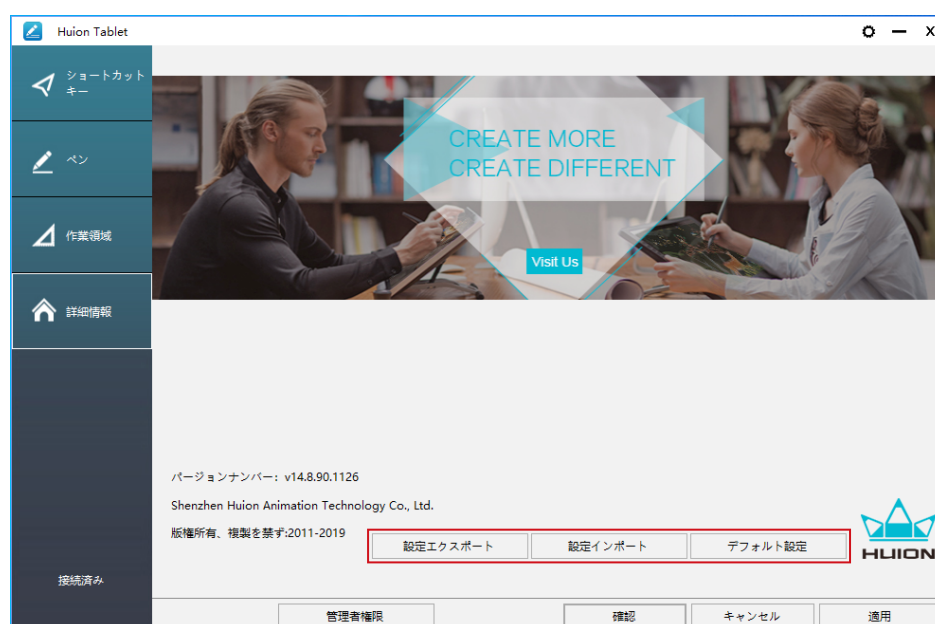 Huion Tablet
X
ショートカット
キー
ペン
作業領域
詳細情報
接続済み
CREATE MORE
CREATE DIFFERENT
Visit Us
バージョンナンバー: v14.8.90.1126
Shenzhen Huion Animation Technology Co., Ltd.
版権所有、複製を禁ず:2011-2019
設定エクスポート
設定インポート
デフォルト設定
HUION
管理者権限
確認
キャンセル
適用